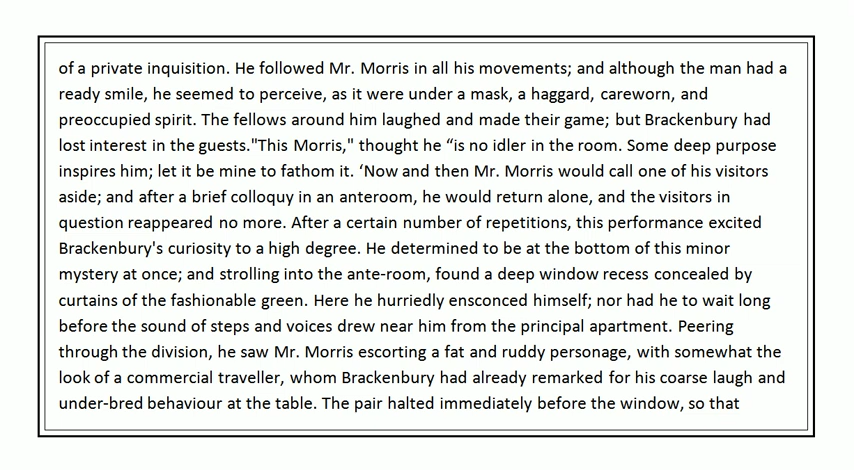 of a private inquisition. He followed Mr. Morris in all his movements; and although the man had a
ready smile, he seemed to perceive, as it were under a mask, a haggard, careworn, and
preoccupied spirit. The fellows around him laughed and made their game; but Brackenbury had
lost interest in the guests."This Morris," thought he “is no idler in the room. Some deep purpose
inspires him; let it be mine to fathom it. ‘Now and then Mr. Morris would call one of his visitors
aside; and after a brief colloquy in an anteroom, he would return alone, and the visitors in
question reappeared no more. After a certain number of repetitions, this performance excited
Brackenbury's curiosity to a high degree. He determined to be at the bottom of this minor
mystery at once; and strolling into the ante-room, found a deep window recess concealed by
curtains of the fashionable green. Here he hurriedly ensconced himself; nor had he to wait long
before the sound of steps and voices drew near him from the principal apartment. Peering
through the division, he saw Mr. Morris escorting a fat and ruddy personage, with somewhat the
look of a commercial traveller, whom Brackenbury had already remarked for his coarse laugh and
under-bred behaviour at the table. The pair halted immediately before the window, so that